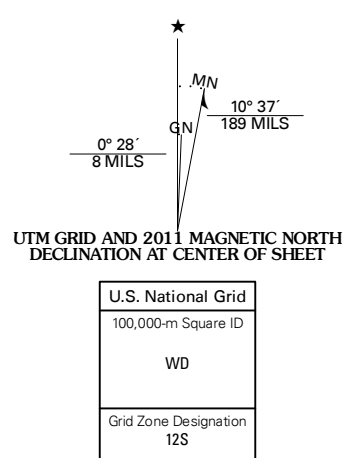 ★
MN
10° 37´
189 MILS
GN
0° 28´
8 MILS
UTM GRID AND 2011 MAGNETIC NORTH
DECLINATION AT CENTER OF SHEET
U.S. National Grid
100,000-m Square ID
WD
Grid Zone Designation
12S